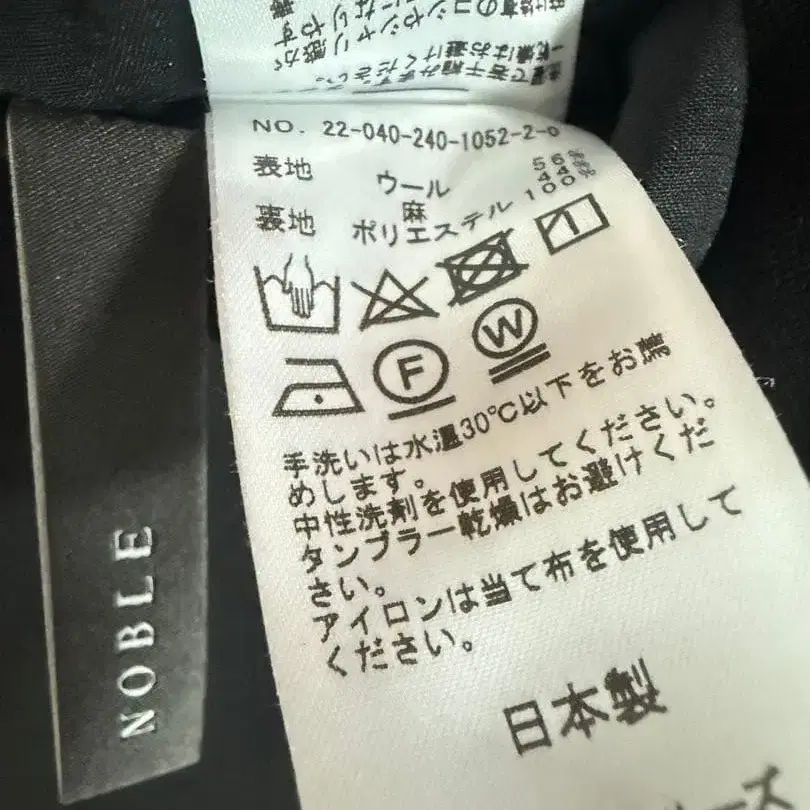 NO. 22-040-240-1052-2-0
表地 ウール 56%
麻 44%
裏地 ポリエステル 100%
F
W
手洗いは水温30℃以下をお薦
めします。
中性洗剤を使用してください。
タンブラー乾燥はお避けくだ
さい。
アイロンは当て布を使用して
ください。
日本製
NOBLE